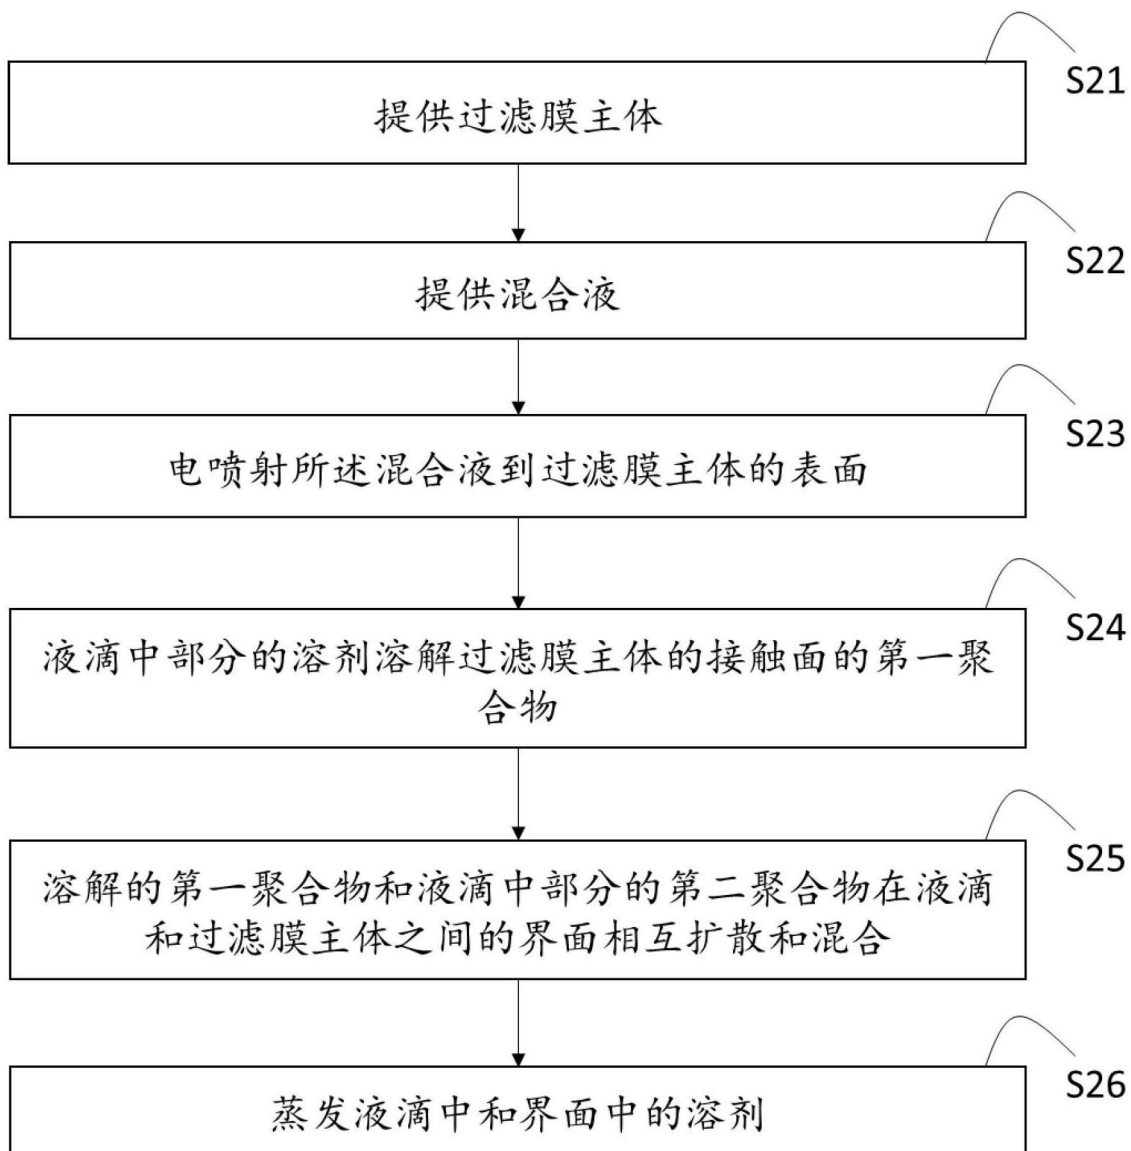 S21
提供过滤膜主体
S22
提供混合液
S23
电喷射所述混合液到过滤膜主体的表面
S24
液滴中部分的溶剂溶解过滤膜主体的接触面的第一聚
合物
S25
溶解的第一聚合物和液滴中部分的第二聚合物在液滴
和过滤膜主体之间的界面相互扩散和混合
S26
蒸发液滴中和界面中的溶剂